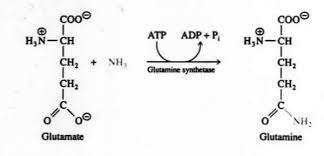 COO⊖
H₃N⊕—CH
CH₂
CH₂
C
O O⊖
Glutamate
+ NH₃
ATP ADP + Pᵢ
Glutamine synthetase
COO⊖
H₃N⊕—CH
CH₂
CH₂
C
O NH₂
Glutamine